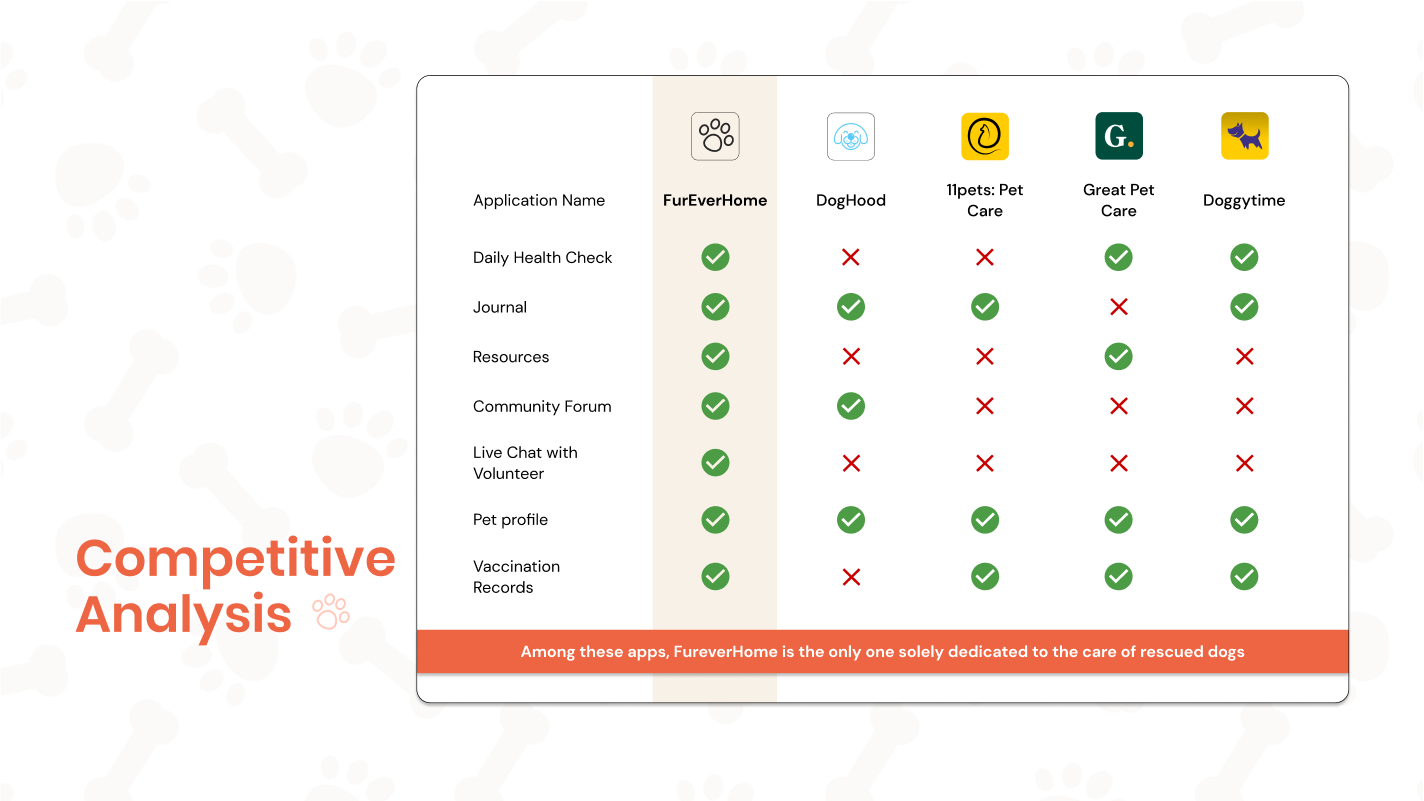 Competitive
Analysis
G.
Application Name FurEverHome DogHood 11pets: Pet Care Great Pet Care Doggytime
Daily Health Check
Journal
Resources
Community Forum
Live Chat with
Volunteer
Pet profile
Vaccination
Records
Among these apps, FureverHome is the only one solely dedicated to the care of rescued dogs